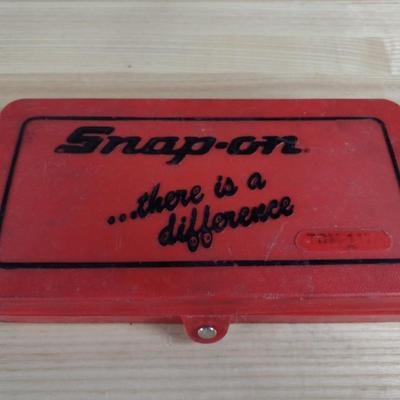 Snap-on
...there is a
difference